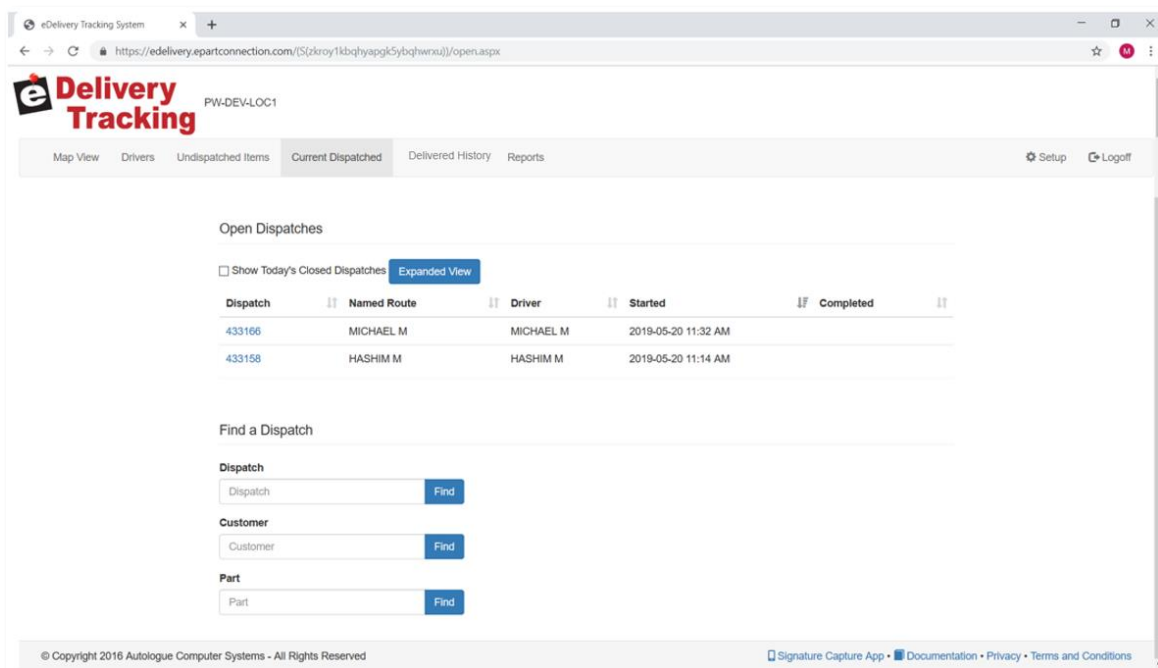 eDelivery Tracking System
https://edelivery.epartconnection.com/(S(zkroy1kbqhyapgk5ybqhwrxu))/open.aspx
M
e Delivery
Tracking
PW-DEV-LOC1
Map View Drivers Undispatched Items Current Dispatched Delivered History Reports Setup Logoff
Open Dispatches
Show Today's Closed Dispatches Expanded View
Dispatch Named Route Driver Started Completed
433166 MICHAEL M MICHAEL M 2019-05-20 11:32 AM
433158 HASHIM M HASHIM M 2019-05-20 11:14 AM
Find a Dispatch
Dispatch
Dispatch Find
Customer
Customer Find
Part
Part Find
© Copyright 2016 Autologue Computer Systems - All Rights Reserved Signature Capture App • Documentation • Privacy • Terms and Conditions